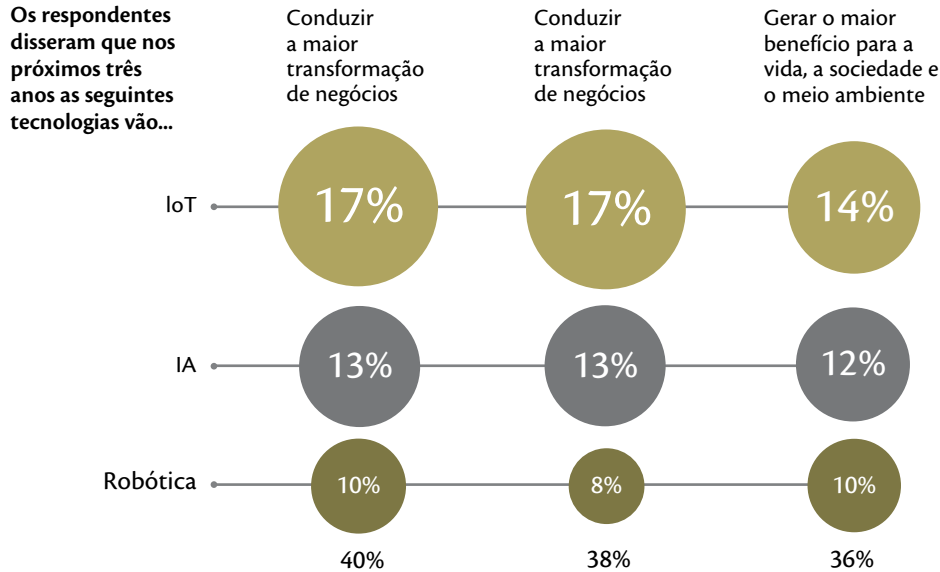 Os respondentes
disseram que nos
próximos três
anos as seguintes
tecnologias vão...
Conduzir
a maior
transformação
de negócios
Conduzir
a maior
transformação
de negócios
Gerar o maior
benefício para a
vida, a sociedade e
o meio ambiente
IoT
17%
17%
14%
IA
13%
13%
12%
Robótica
10%
8%
10%
40%
38%
36%